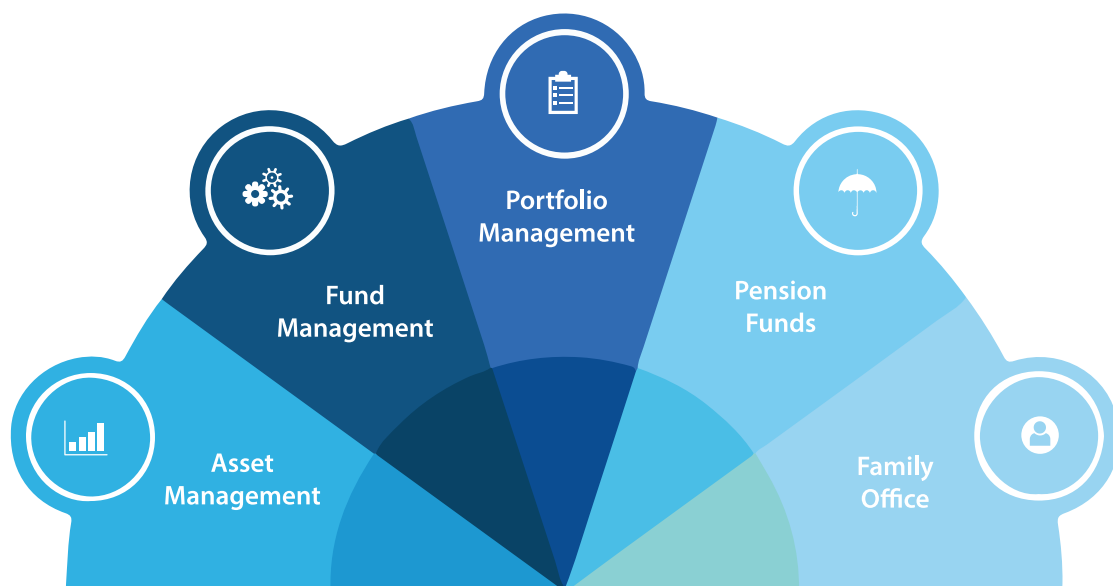 Asset
Management
Fund
Management
Portfolio
Management
Pension
Funds
Family
Office